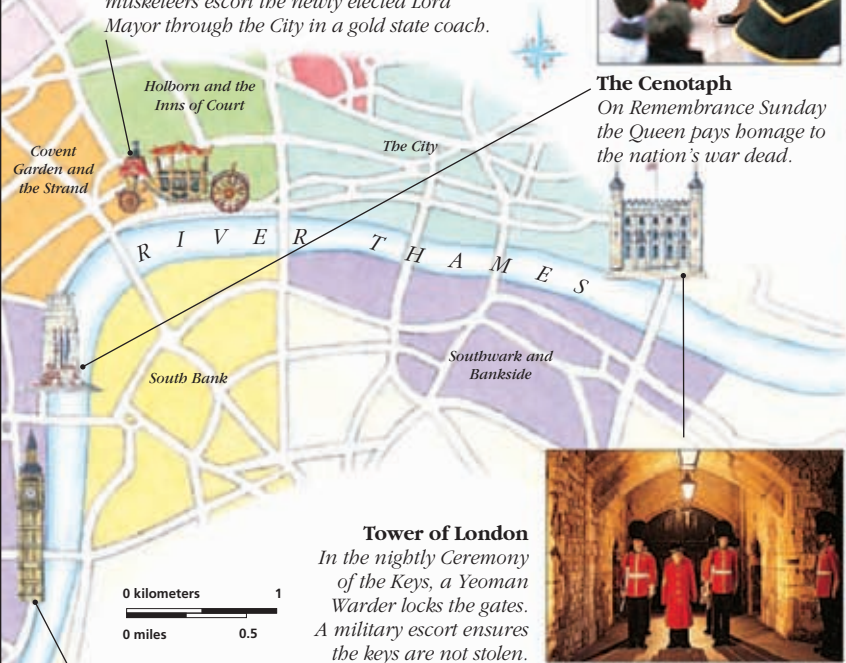 musketeers escort the newly elected Lord
Mayor through the City in a gold state coach.
The Cenotaph
On Remembrance Sunday
the Queen pays homage to
the nation's war dead.
Holborn and the
Inns of Court
Covent
Garden and
the Strand
The City
RIVER THAMES
South Bank
Southwark and
Bankside
Tower of London
In the nightly Ceremony
of the Keys, a Yeoman
Warder locks the gates.
A military escort ensures
the keys are not stolen.
0 kilometers 1
0 miles 0.5